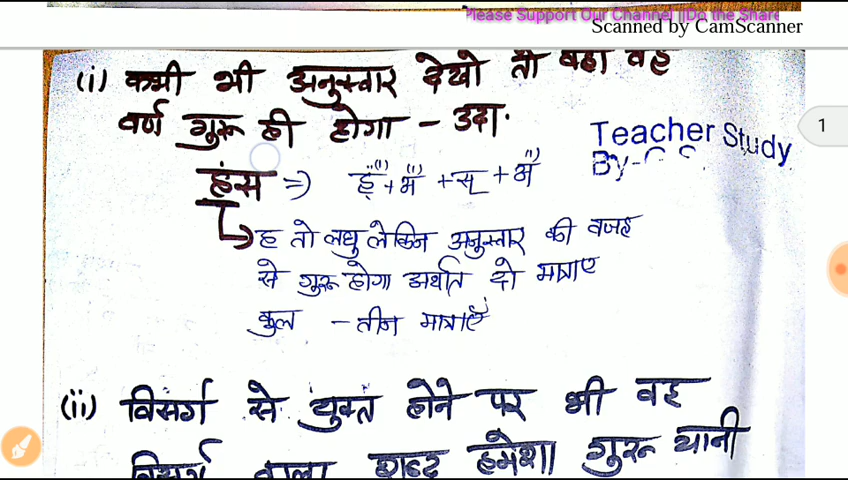 Please Support Our Channel ||Do the Share
Scanned by CamScanner
(i) कभी भी अनुस्वार देखो तो वहा वह
वर्ण गुरू ही होगा - उदा.
Teacher Study
By-
1
हंस ⇒ ह् + अं + स् + अ
ह तो लघु लेकिन अनुस्वार की वजह
से गुरू होगा अर्थात दो मात्राए
कुल - तीन मात्राएँ
(ii) विसर्ग से युक्त होने पर भी वह
विसर्ग वाला शब्द हमेशा गुरू यानी